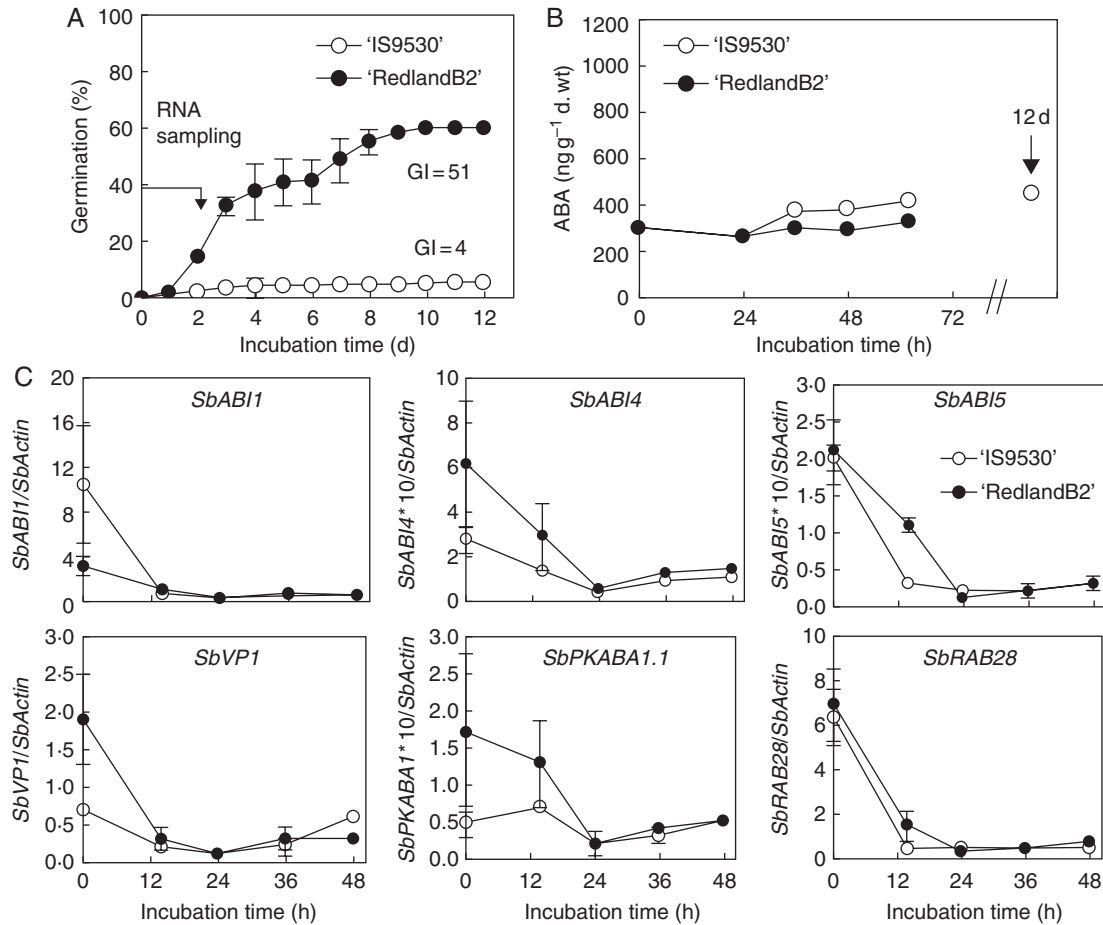 A
100
80
60
40
20
0
Germination (%)
'IS9530'
'RedlandB2'
RNA
sampling
GI = 51
GI = 4
0 2 4 6 8 10 12
Incubation time (d)
B
1200
1000
800
600
400
200
0
ABA (ng g⁻¹ d. wt)
'IS9530'
'RedlandB2'
12 d
0 24 48 72
Incubation time (h)
C
20
16
12
8
4
0
SbABI1/SbActin
SbABI1
10
8
6
4
2
0
SbABI4* 10/SbActin
SbABI4
3·0
2·5
2·0
1·5
1·0
0·5
0·0
SbABI5* 10/SbActin
SbABI5
'IS9530'
'RedlandB2'
0 12 24 36 48
3·0
2·5
2·0
1·5
1·0
0·5
0·0
SbVP1/SbActin
SbVP1
0 12 24 36 48
Incubation time (h)
3·0
2·5
2·0
1·5
1·0
0·5
0·0
SbPKABA1* 10/SbActin
SbPKABA1.1
0 12 24 36 48
Incubation time (h)
10
8
6
4
2
0
SbRAB28/SbActin
SbRAB28
0 12 24 36 48
Incubation time (h)